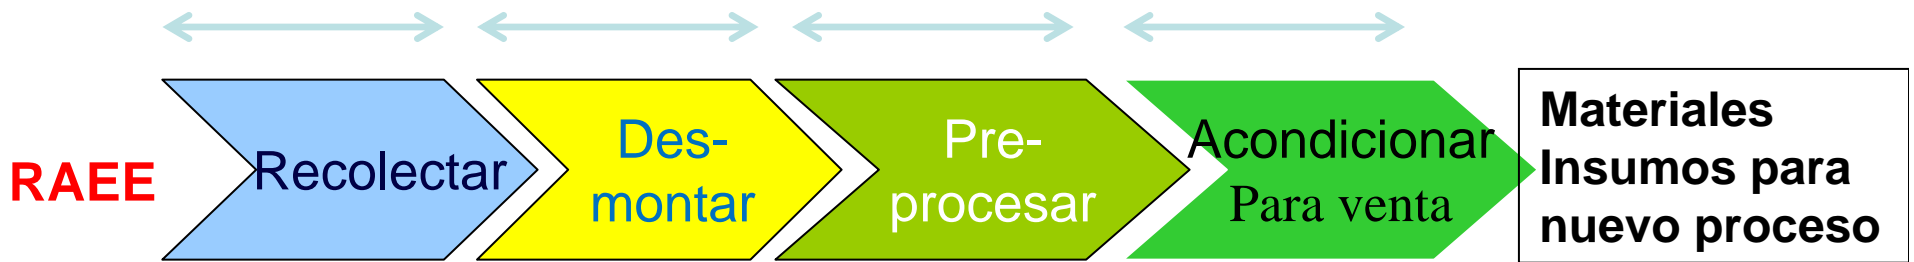 RAEE
Recolectar
Des-
montar
Pre-
procesar
Acondicionar
Para venta
Materiales
Insumos para
nuevo proceso